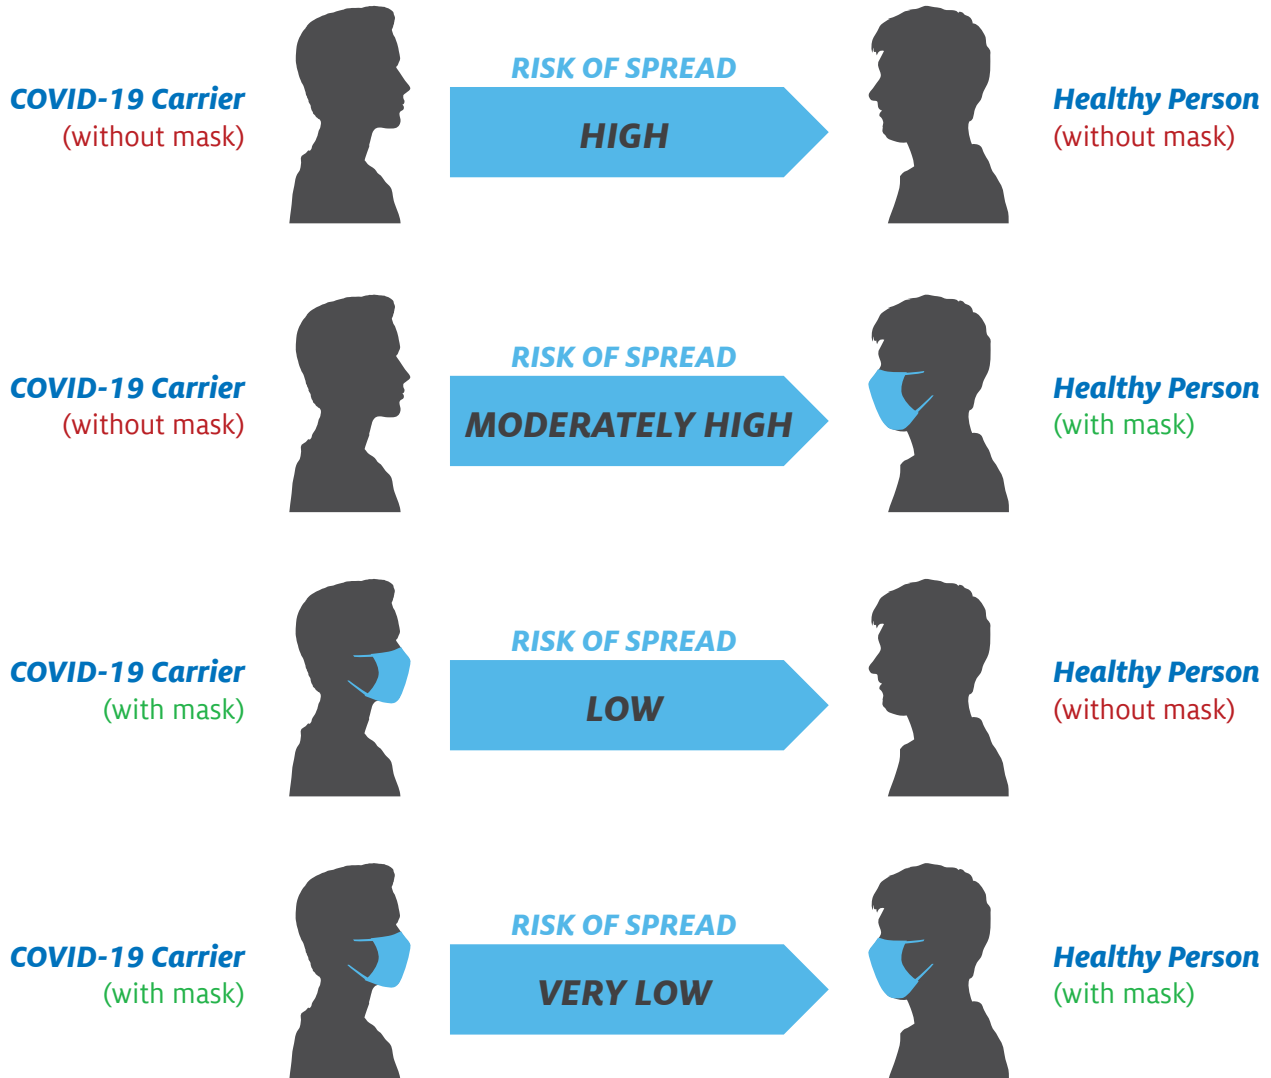 RISK OF SPREAD
COVID-19 Carrier
(without mask)
HIGH
Healthy Person
(without mask)
RISK OF SPREAD
COVID-19 Carrier
(without mask)
MODERATELY HIGH
Healthy Person
(with mask)
RISK OF SPREAD
COVID-19 Carrier
(with mask)
LOW
Healthy Person
(without mask)
RISK OF SPREAD
COVID-19 Carrier
(with mask)
VERY LOW
Healthy Person
(with mask)